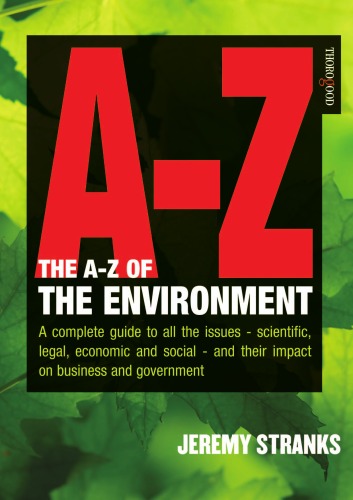 THOROGOOD
A-Z
THE A-Z OF
THE ENVIRONMENT
A complete guide to all the issues - scientific,
legal, economic and social - and their impact
on business and government
JEREMY STRANKS